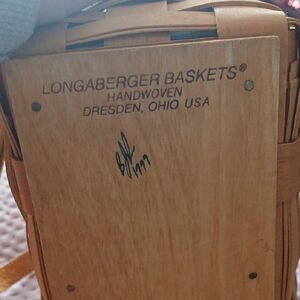 LONGABERGER BASKETS®
HANDWOVEN
DRESDEN, OHIO USA
1997